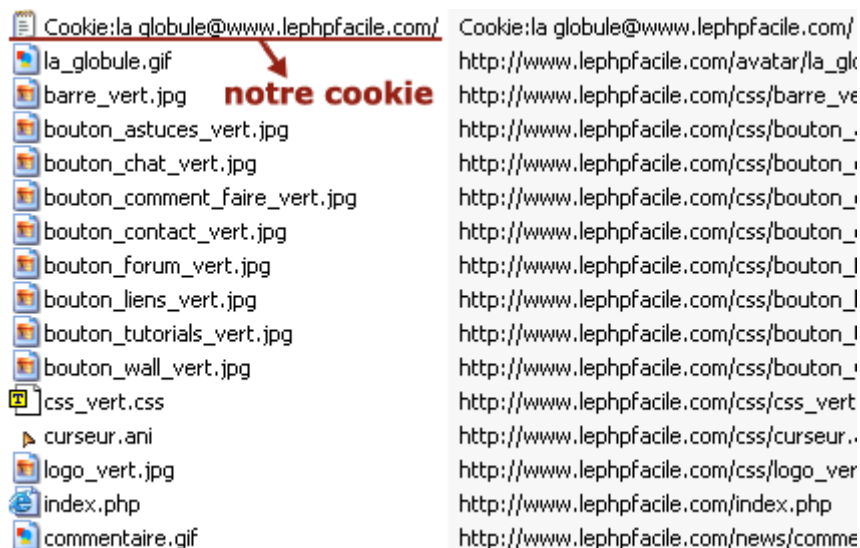 Cookie:la globule@www.lephpfacile.com/ Cookie:la globule@www.lephpfacile.com/
la_globule.gif http://www.lephpfacile.com/avatar/la_glo
notre cookie
barre_vert.jpg http://www.lephpfacile.com/css/barre_ve
bouton_astuces_vert.jpg http://www.lephpfacile.com/css/bouton_
bouton_chat_vert.jpg http://www.lephpfacile.com/css/bouton_
bouton_comment_faire_vert.jpg http://www.lephpfacile.com/css/bouton_
bouton_contact_vert.jpg http://www.lephpfacile.com/css/bouton_
bouton_forum_vert.jpg http://www.lephpfacile.com/css/bouton_
bouton_liens_vert.jpg http://www.lephpfacile.com/css/bouton_
bouton_tutorials_vert.jpg http://www.lephpfacile.com/css/bouton_
bouton_wall_vert.jpg http://www.lephpfacile.com/css/bouton_
css_vert.css http://www.lephpfacile.com/css/css_vert
curseur.ani http://www.lephpfacile.com/css/curseur.
logo_vert.jpg http://www.lephpfacile.com/css/logo_ver
index.php http://www.lephpfacile.com/index.php
commentaire.gif http://www.lephpfacile.com/news/comme